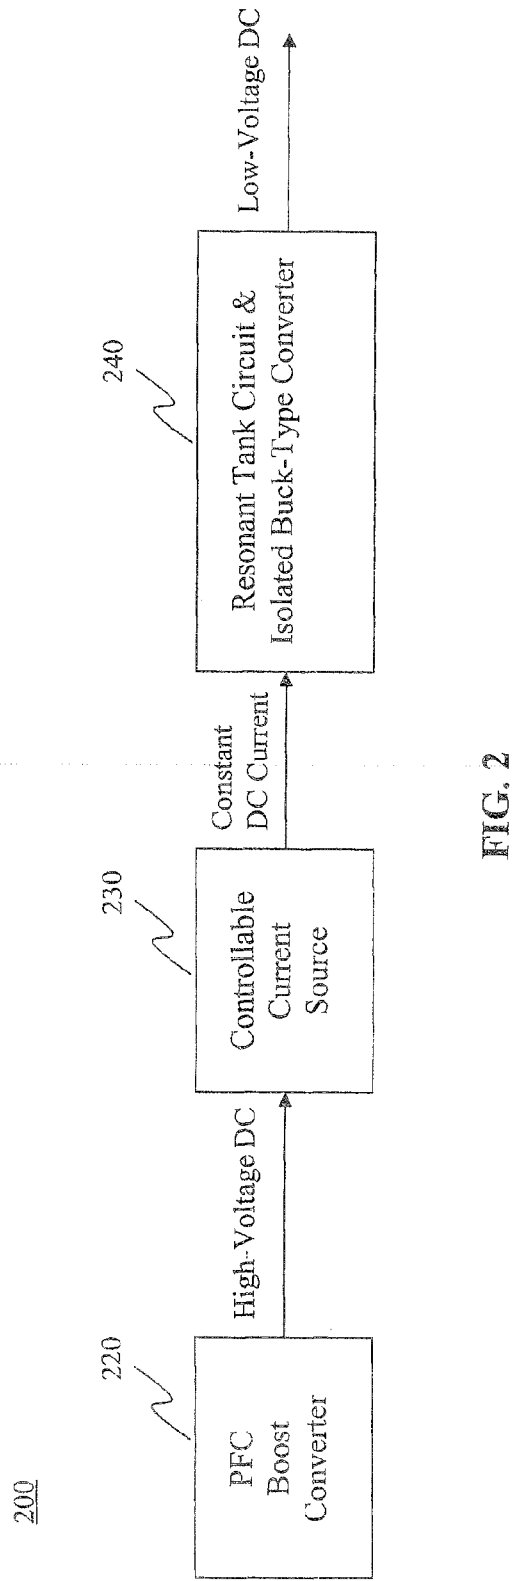 200
220
PFC
Boost
Converter
High-Voltage DC
230
Controllable
Current
Source
Constant
DC Current
240
Resonant Tank Circuit &
Isolated Buck-Type Converter
Low-Voltage DC
FIG. 2